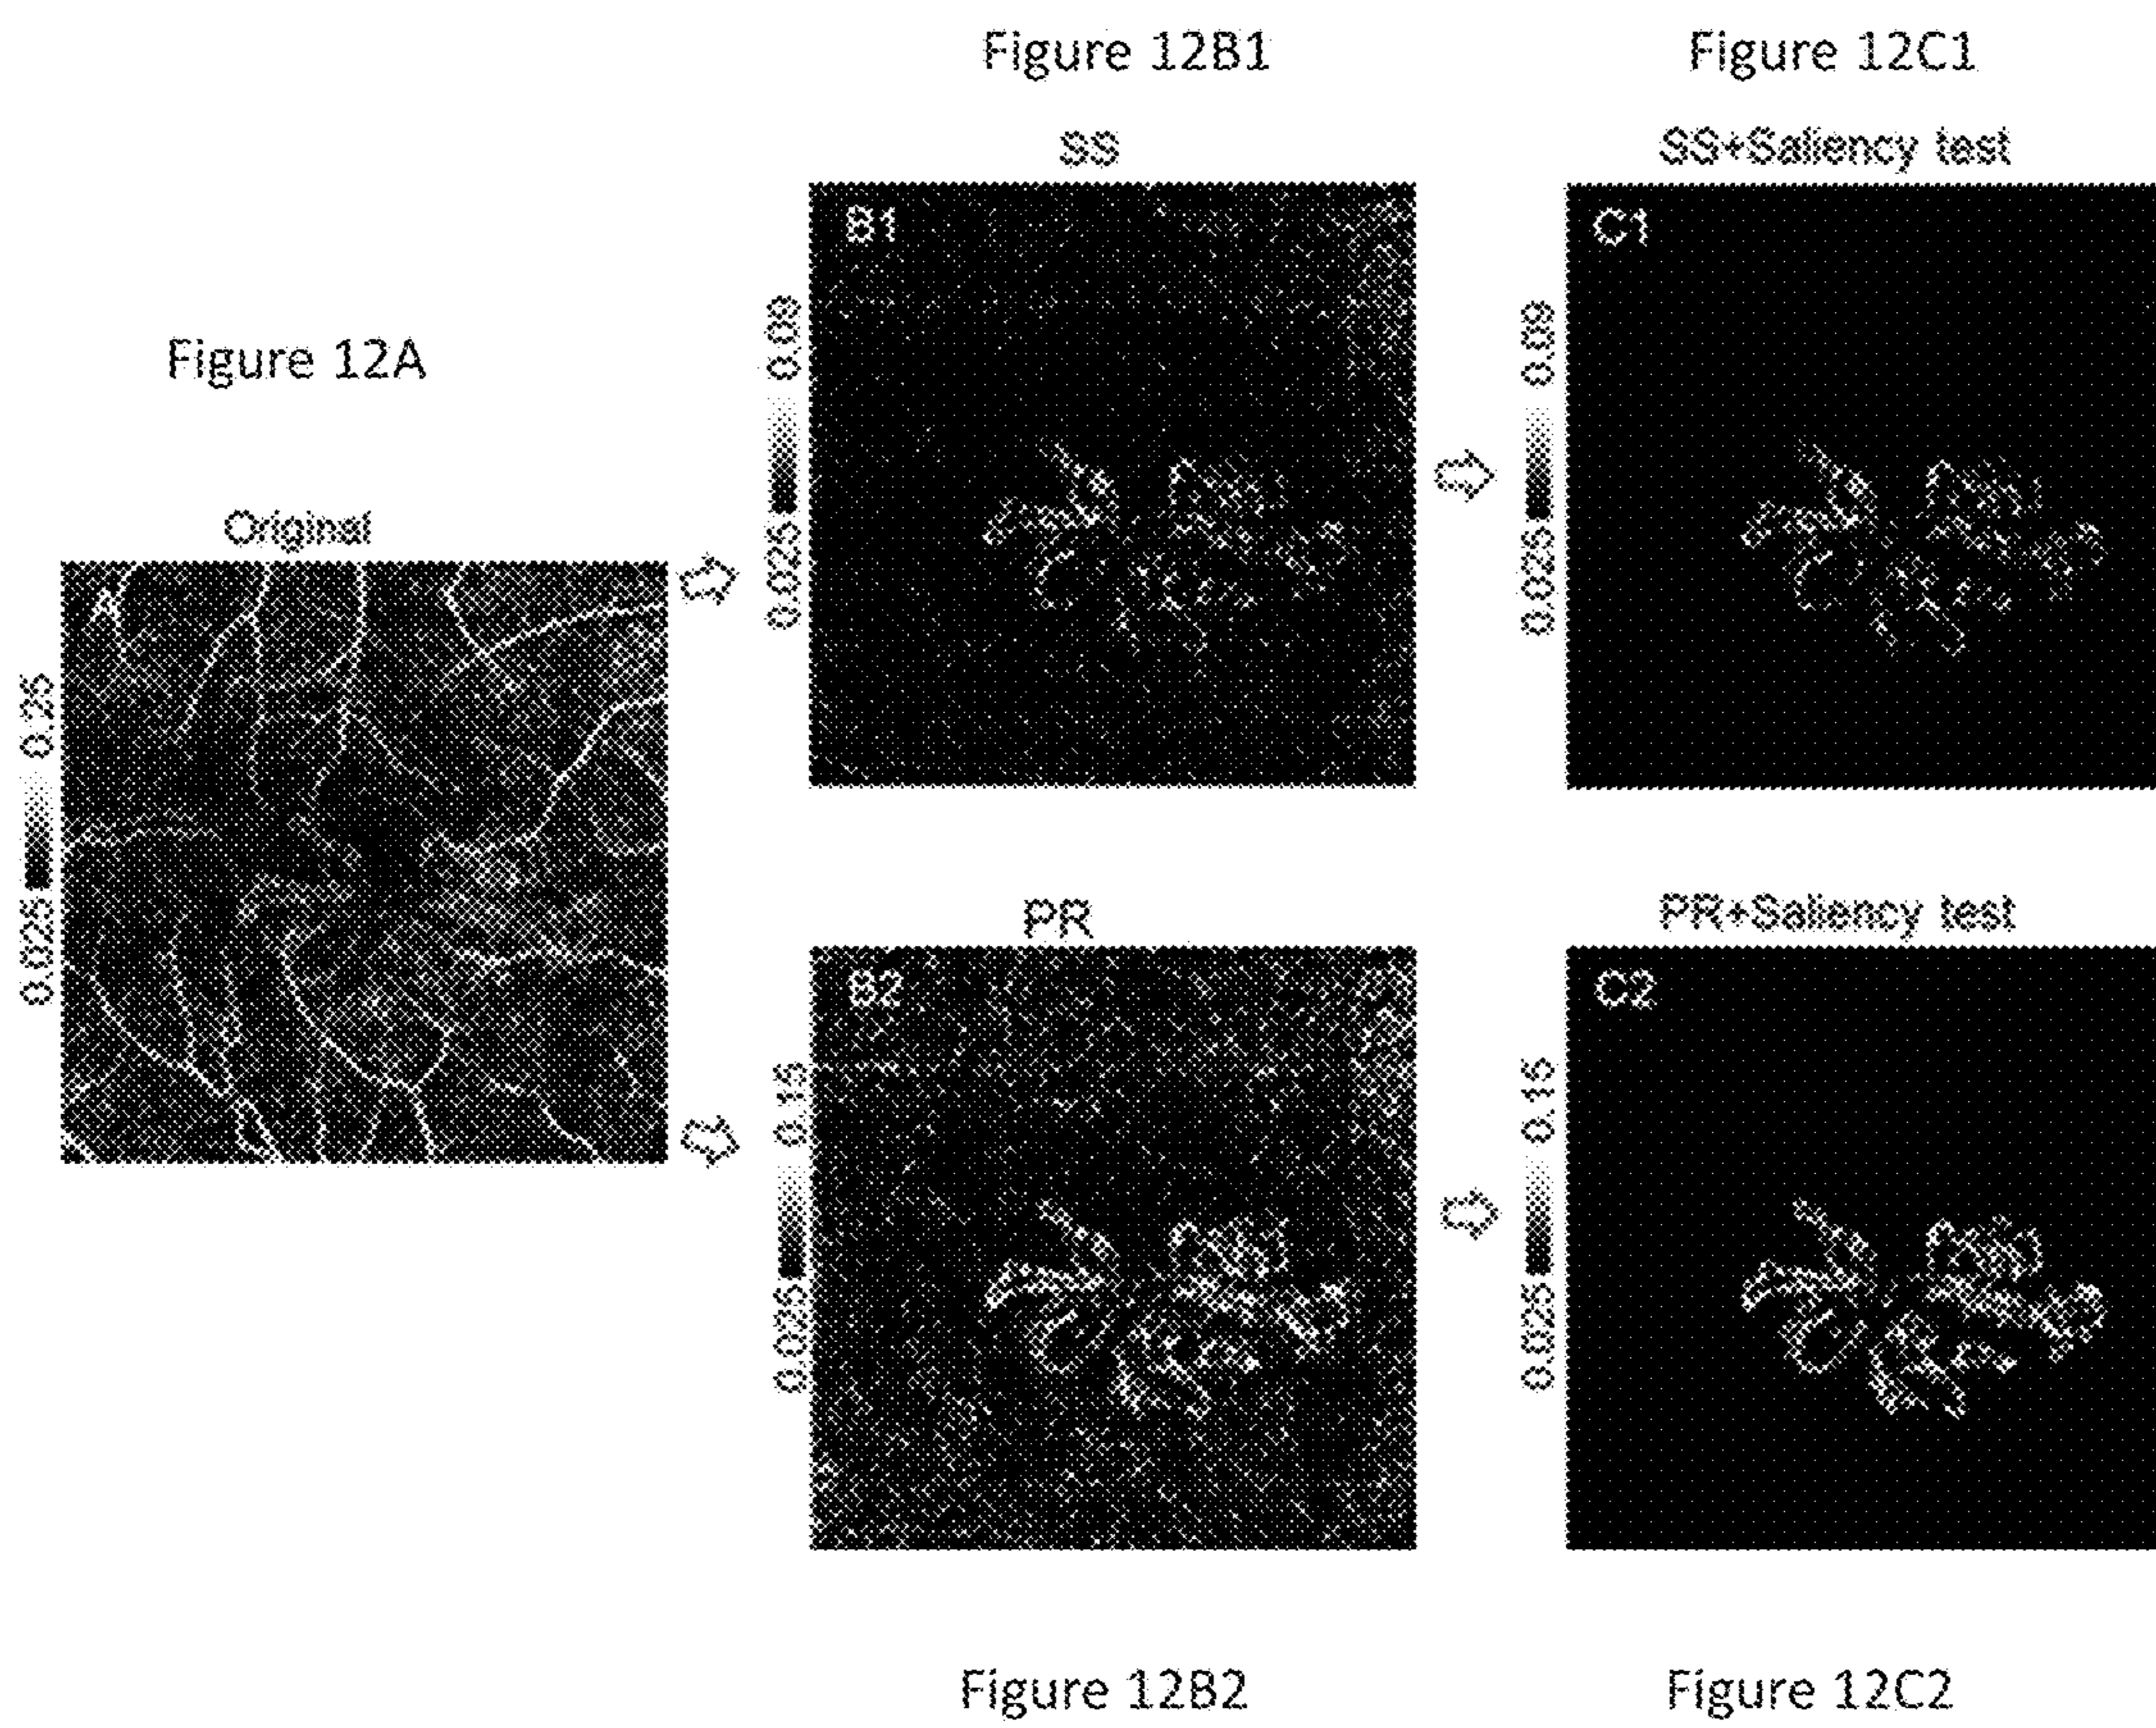 Figure 12B1
Figure 12C1
SS
SS+Saliency test
B1
C1
0.025 0.09
0.025 0.09
Figure 12A
Original
A
0.025 0.25
PR
PR+Saliency test
B2
C2
0.025 0.15
0.025 0.15
Figure 12B2
Figure 12C2